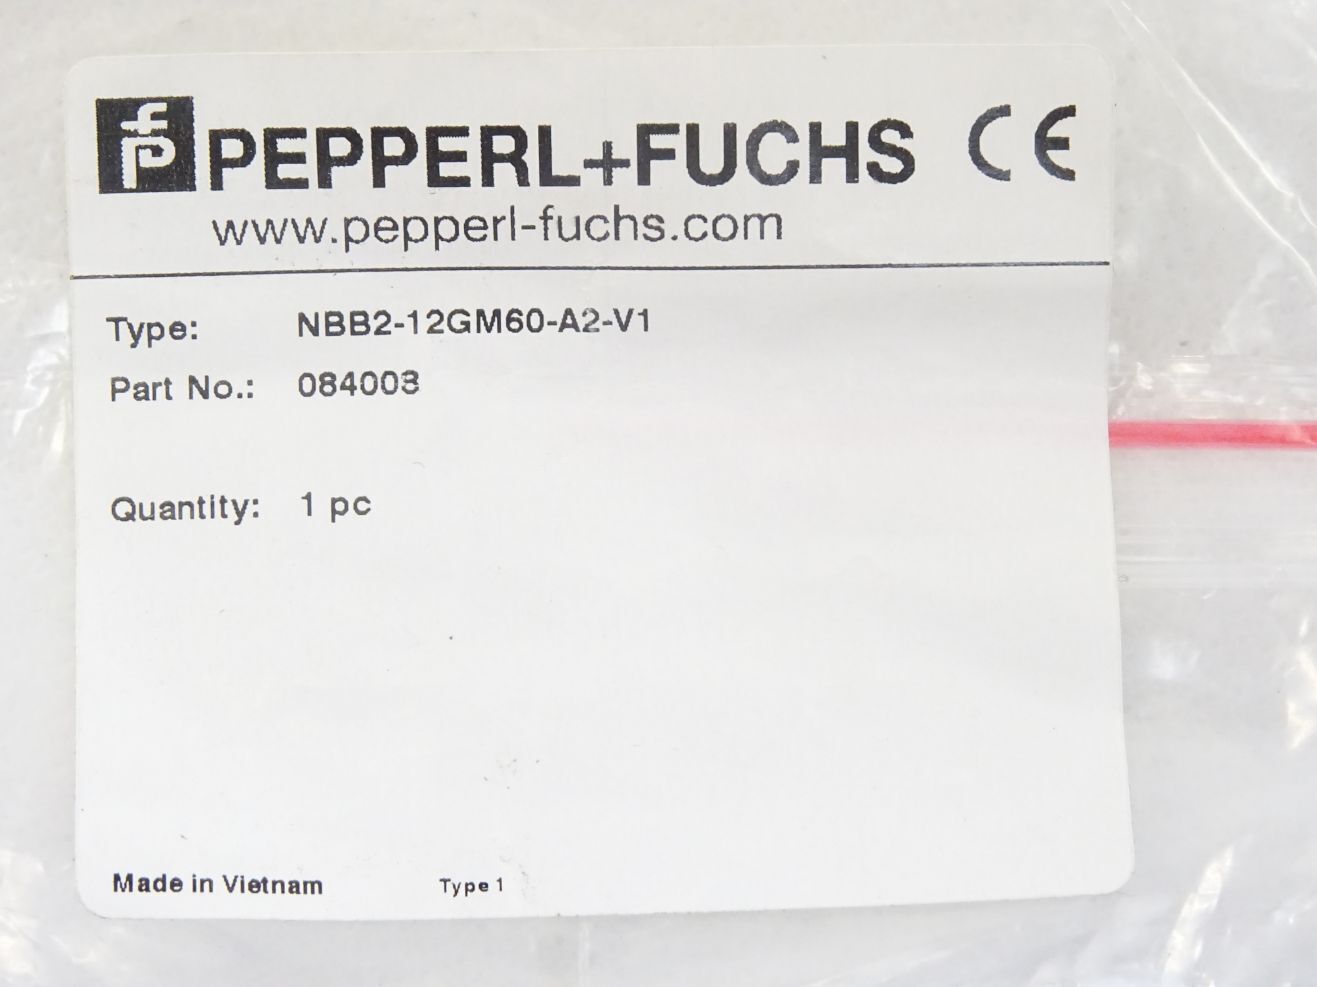 fp PEPPERL+FUCHS CE
www.pepperl-fuchs.com
Type: NBB2-12GM60-A2-V1
Part No.: 084003
Quantity: 1 pc
Made in Vietnam Type 1